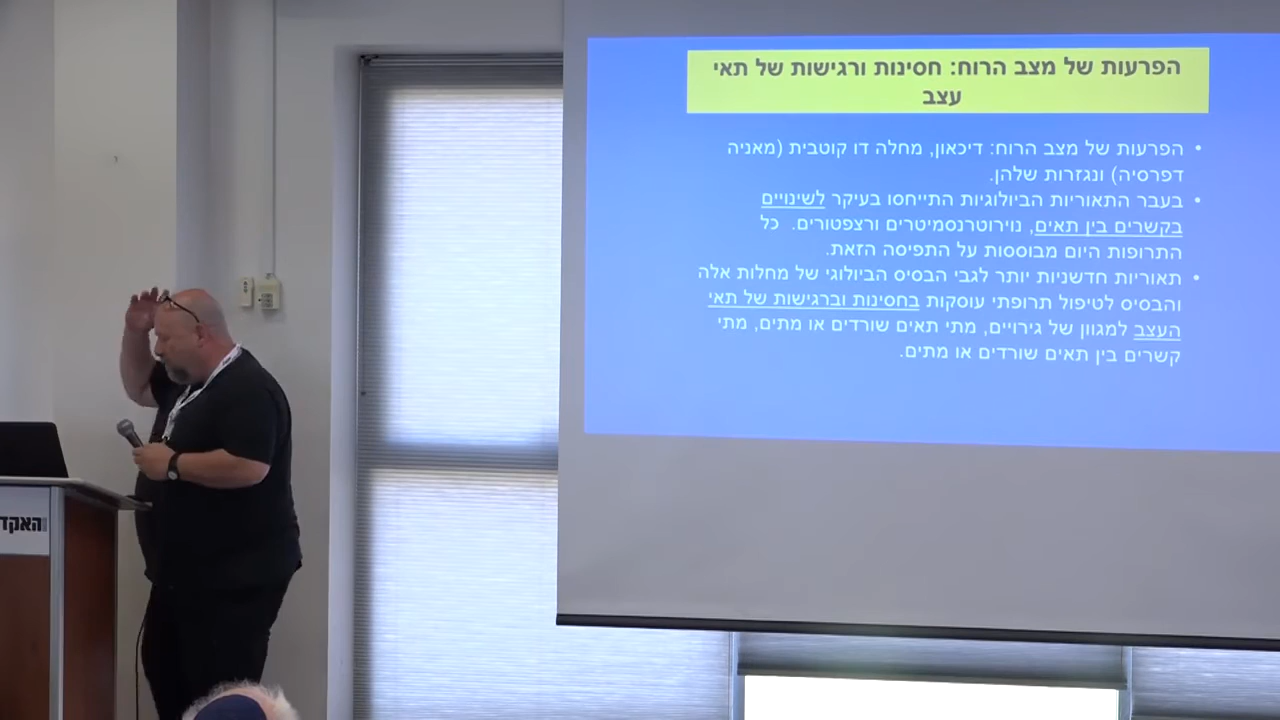 הפרעות של מצב הרוח: חסינות ורגישות של תאי
עצב
• הפרעות של מצב הרוח: דיכאון, מחלה דו קוטבית (מאניה
דפרסיה) ונגזרות שלהן.
• בעבר התאוריות הביולוגיות התייחסו בעיקר לשינויים
בקשרים בין תאים, נוירוטרנסמיטרים ורצפטורים. כל
התרופות היום מבוססות על התפיסה הזאת.
• תאוריות חדשניות יותר לגבי הבסיס הביולוגי של מחלות אלה
והבסיס לטיפול תרופתי עוסקות בחסינות וברגישות של תאי
העצב למגוון של גירויים, מתי תאים שורדים או מתים, מתי
קשרים בין תאים שורדים או מתים.
האקד